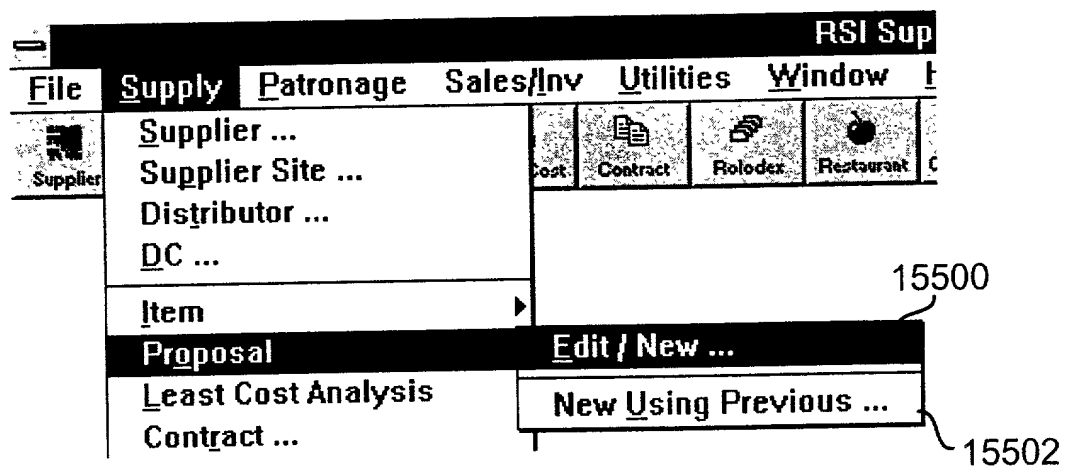 RSI Sup
File Supply Patronage Sales/Inv Utilities Window H
Supplier Cost. Contract Rolodex Restaurant
Supplier ...
Supplier Site ...
Distributor ...
DC ...
Item
Proposal
Least Cost Analysis
Contract ...
15500
Edit / New ...
New Using Previous ...
15502